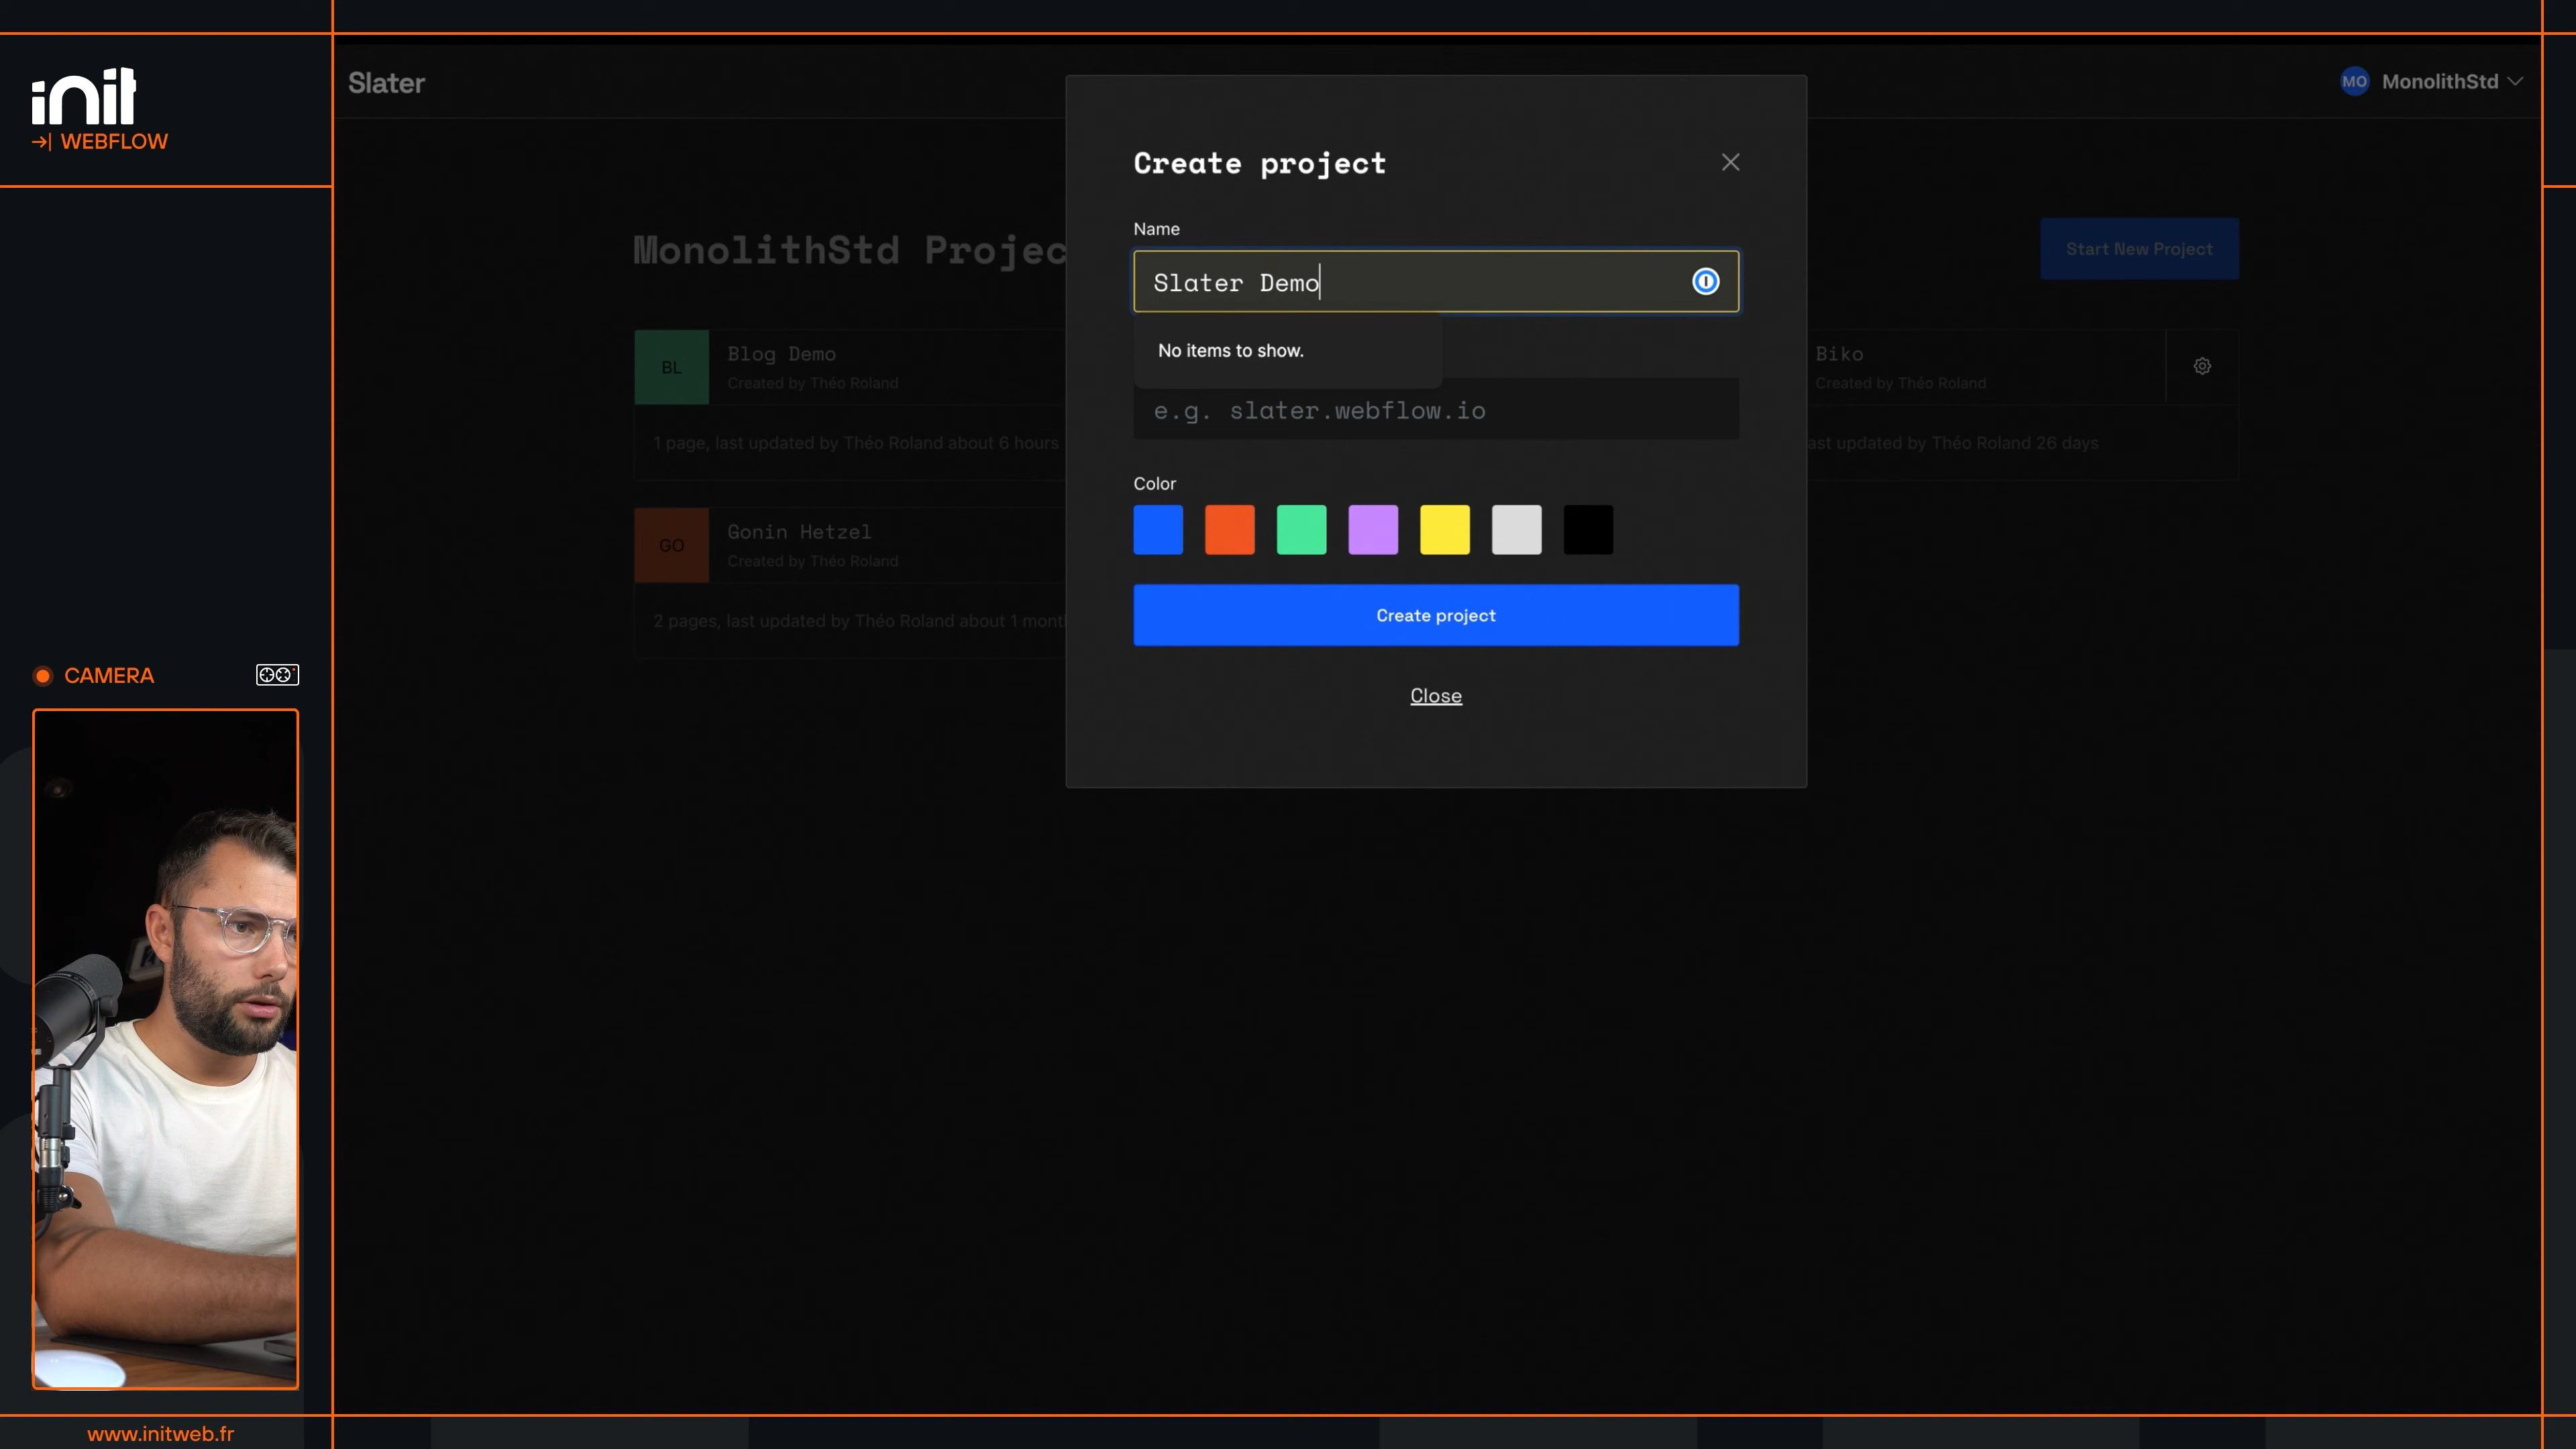 init
WEBFLOW
Slater
MO MonolithStd
Create project
Name
MonolithStd Projec
Start New Project
Slater Demo
No items to show.
BL
Blog Demo
Created by Théo Roland
Biko
Created by Théo Roland
e.g. slater.webflow.io
1 page, last updated by Théo Roland about 6 hours
ast updated by Théo Roland 26 days
Color
GO
Gonin Hetzel
Created by Théo Roland
2 pages, last updated by Théo Roland about 1 mont
Create project
Close
CAMERA
www.initweb.fr